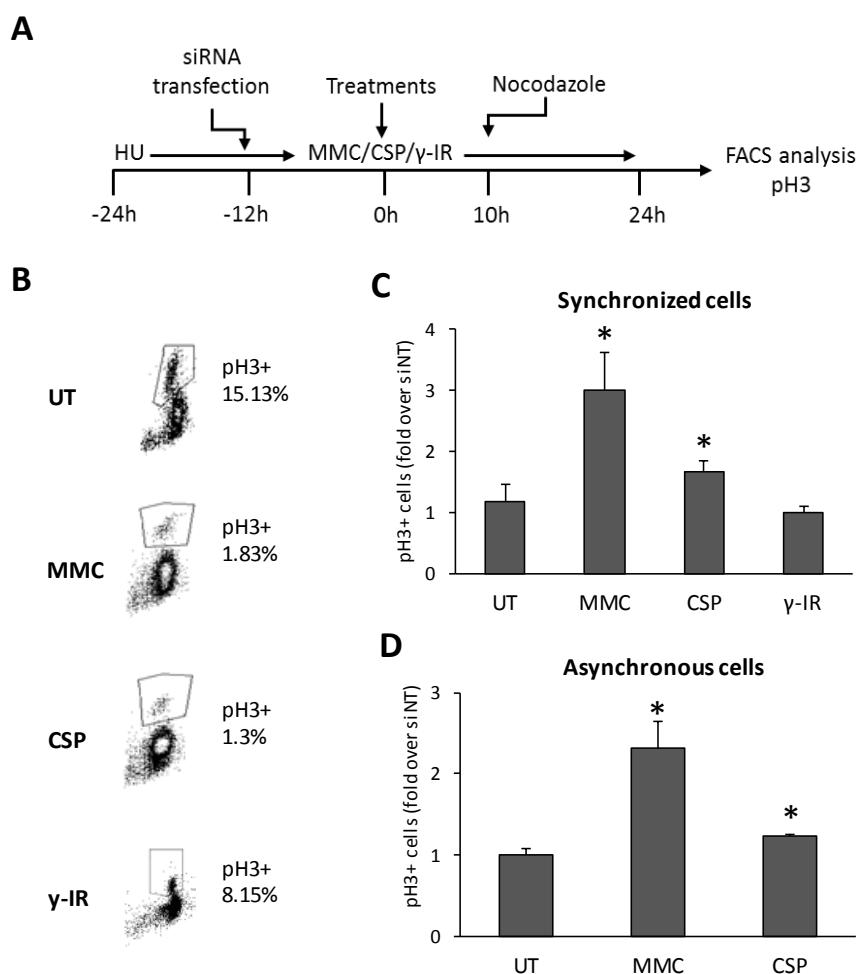 A
siRNA
transfection
Treatments
Nocodazole
HU
MMC/CSP/γ-IR
FACS analysis
pH3
-24h
-12h
0h
10h
24h
B
UT
pH3+
15.13%
MMC
pH3+
1.83%
CSP
pH3+
1.3%
γ-IR
pH3+
8.15%
C
Synchronized cells
pH3+ cells (fold over siNT)
4
3
2
1
0
*
*
UT
MMC
CSP
γ-IR
D
Asynchronous cells
pH3+ cells (fold over siNT)
3
2
1
0
*
*
UT
MMC
CSP